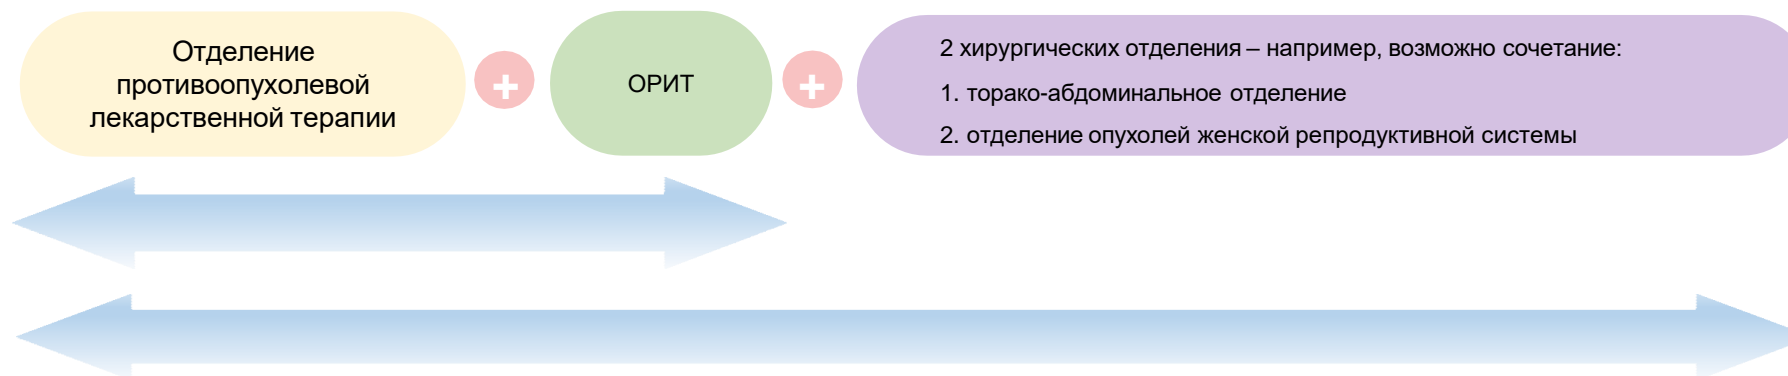 Отделение
противоопухолевой
лекарственной терапии
+
ОРИТ
+
2 хирургических отделения – например, возможно сочетание:
1. торако-абдоминальное отделение
2. отделение опухолей женской репродуктивной системы